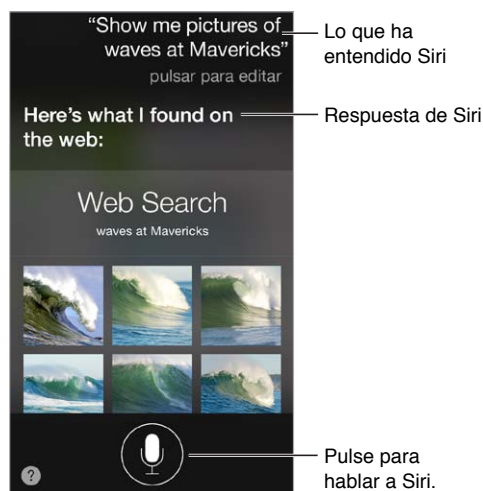 “Show me pictures of
waves at Mavericks”
pulsar para editar
Lo que ha
entendido Siri
Here’s what I found on
the web:
Respuesta de Siri
Web Search
waves at Mavericks
?
Pulse para
hablar a Siri.